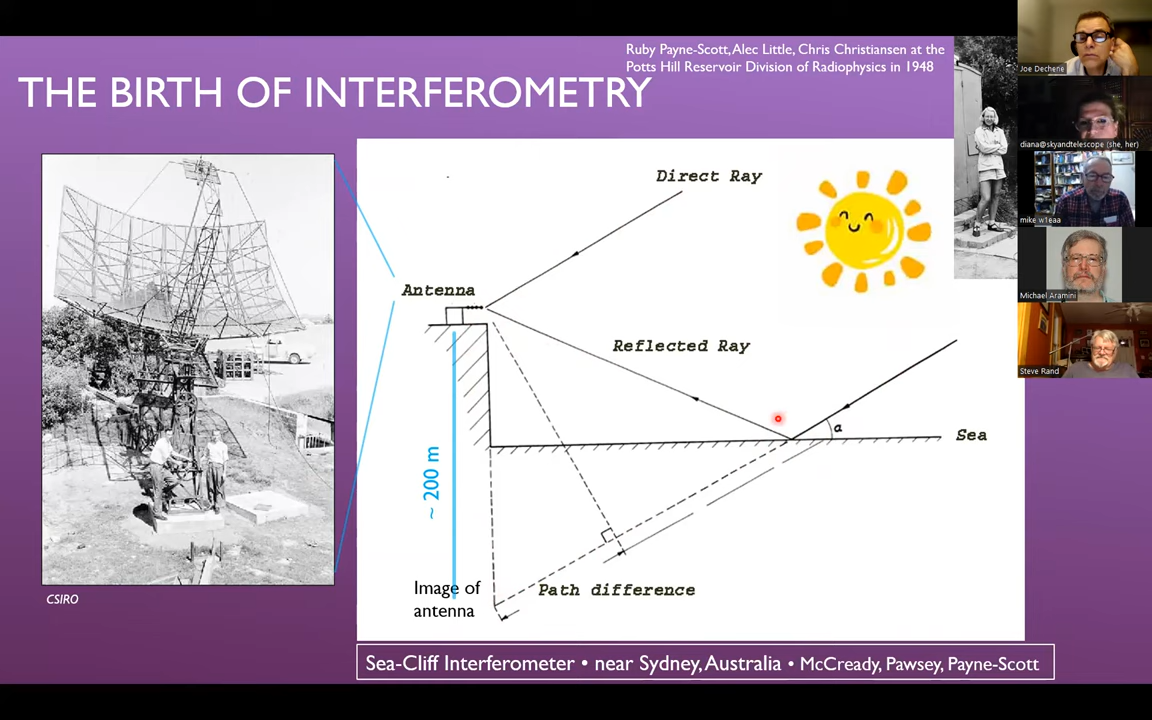 Ruby Payne-Scott, Alec Little, Chris Christiansen at the
Potts Hill Reservoir Division of Radiophysics in 1948
THE BIRTH OF INTERFEROMETRY
Direct Ray
Antenna
Reflected Ray
a
Sea
~ 200 m
Image of
antenna
Path difference
CSIRO
Sea-Cliff Interferometer • near Sydney, Australia • McCready, Pawsey, Payne-Scott
Joe Decherie
diana@skyandtelescope (she, her)
mike w1eaa
Michael Aramini
Steve Rand